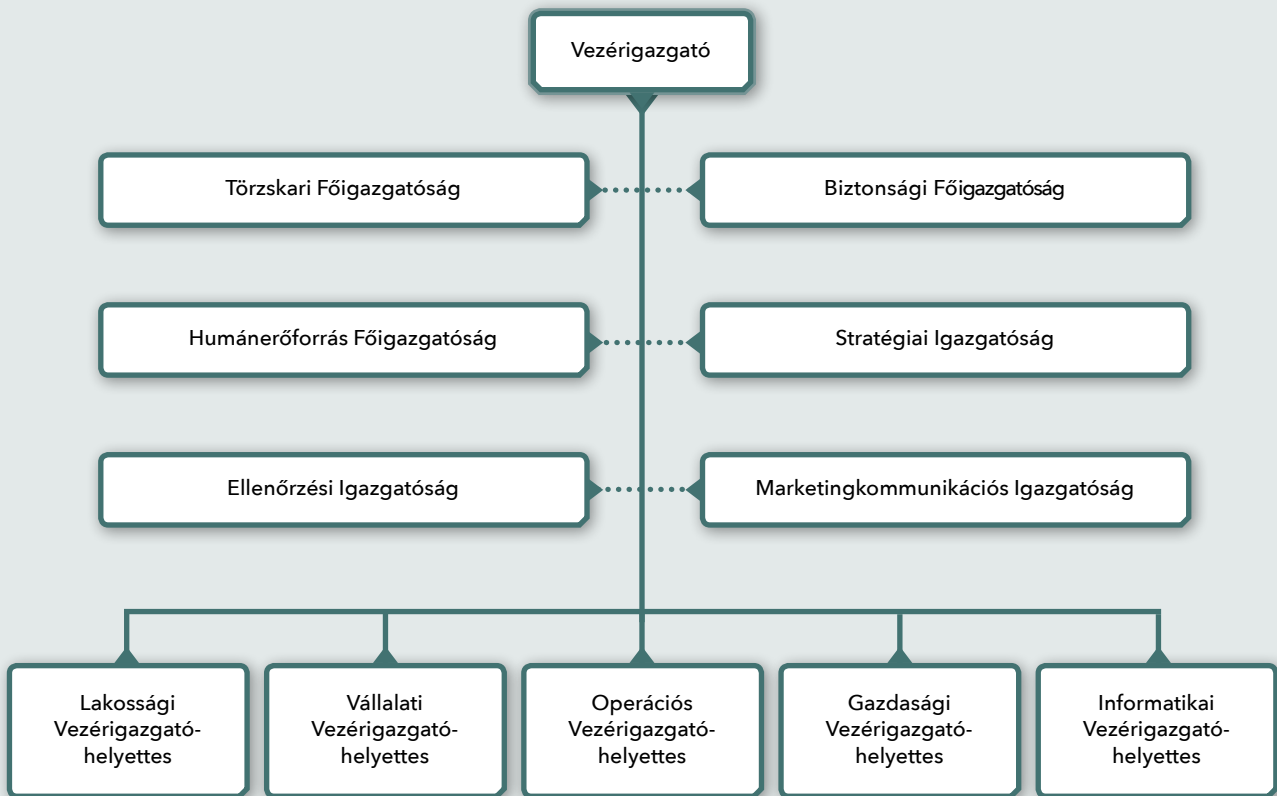 Vezérigazgató
Törzskari Főigazgatóság
Biztonsági Főigazgatóság
Humánerőforrás Főigazgatóság
Stratégiai Igazgatóság
Ellenőrzési Igazgatóság
Marketingkommunikációs Igazgatóság
Lakossági
Vezérigazgató-
helyettes
Vállalati
Vezérigazgató-
helyettes
Operációs
Vezérigazgató-
helyettes
Gazdasági
Vezérigazgató-
helyettes
Informatikai
Vezérigazgató-
helyettes